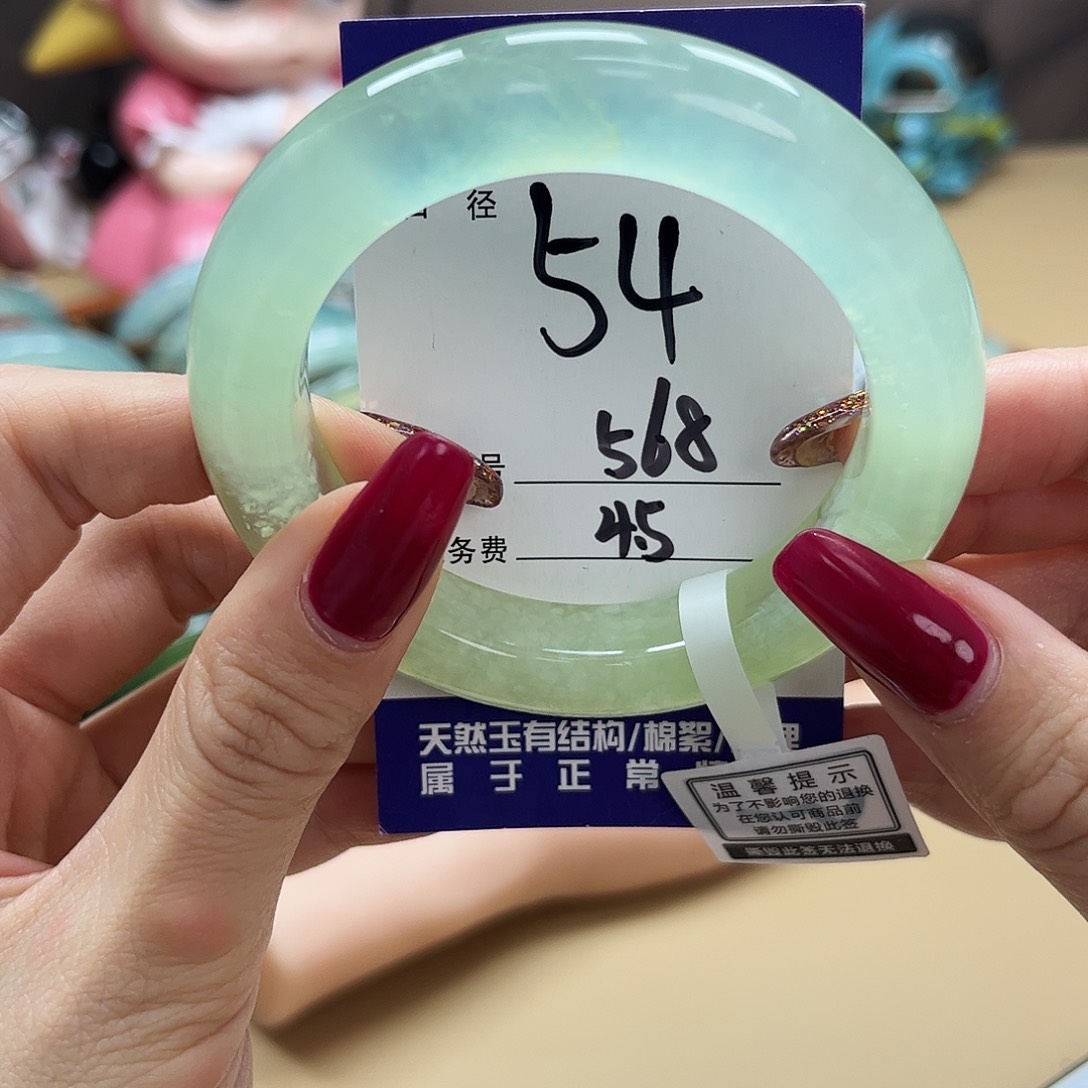 径
54
号 568
务费 45
天然玉有结构/棉絮/ 理
属于正常
温馨提示
为了不影响您的退换
在您认可商品前
请勿撕毁此签
撕毁此签无法退换